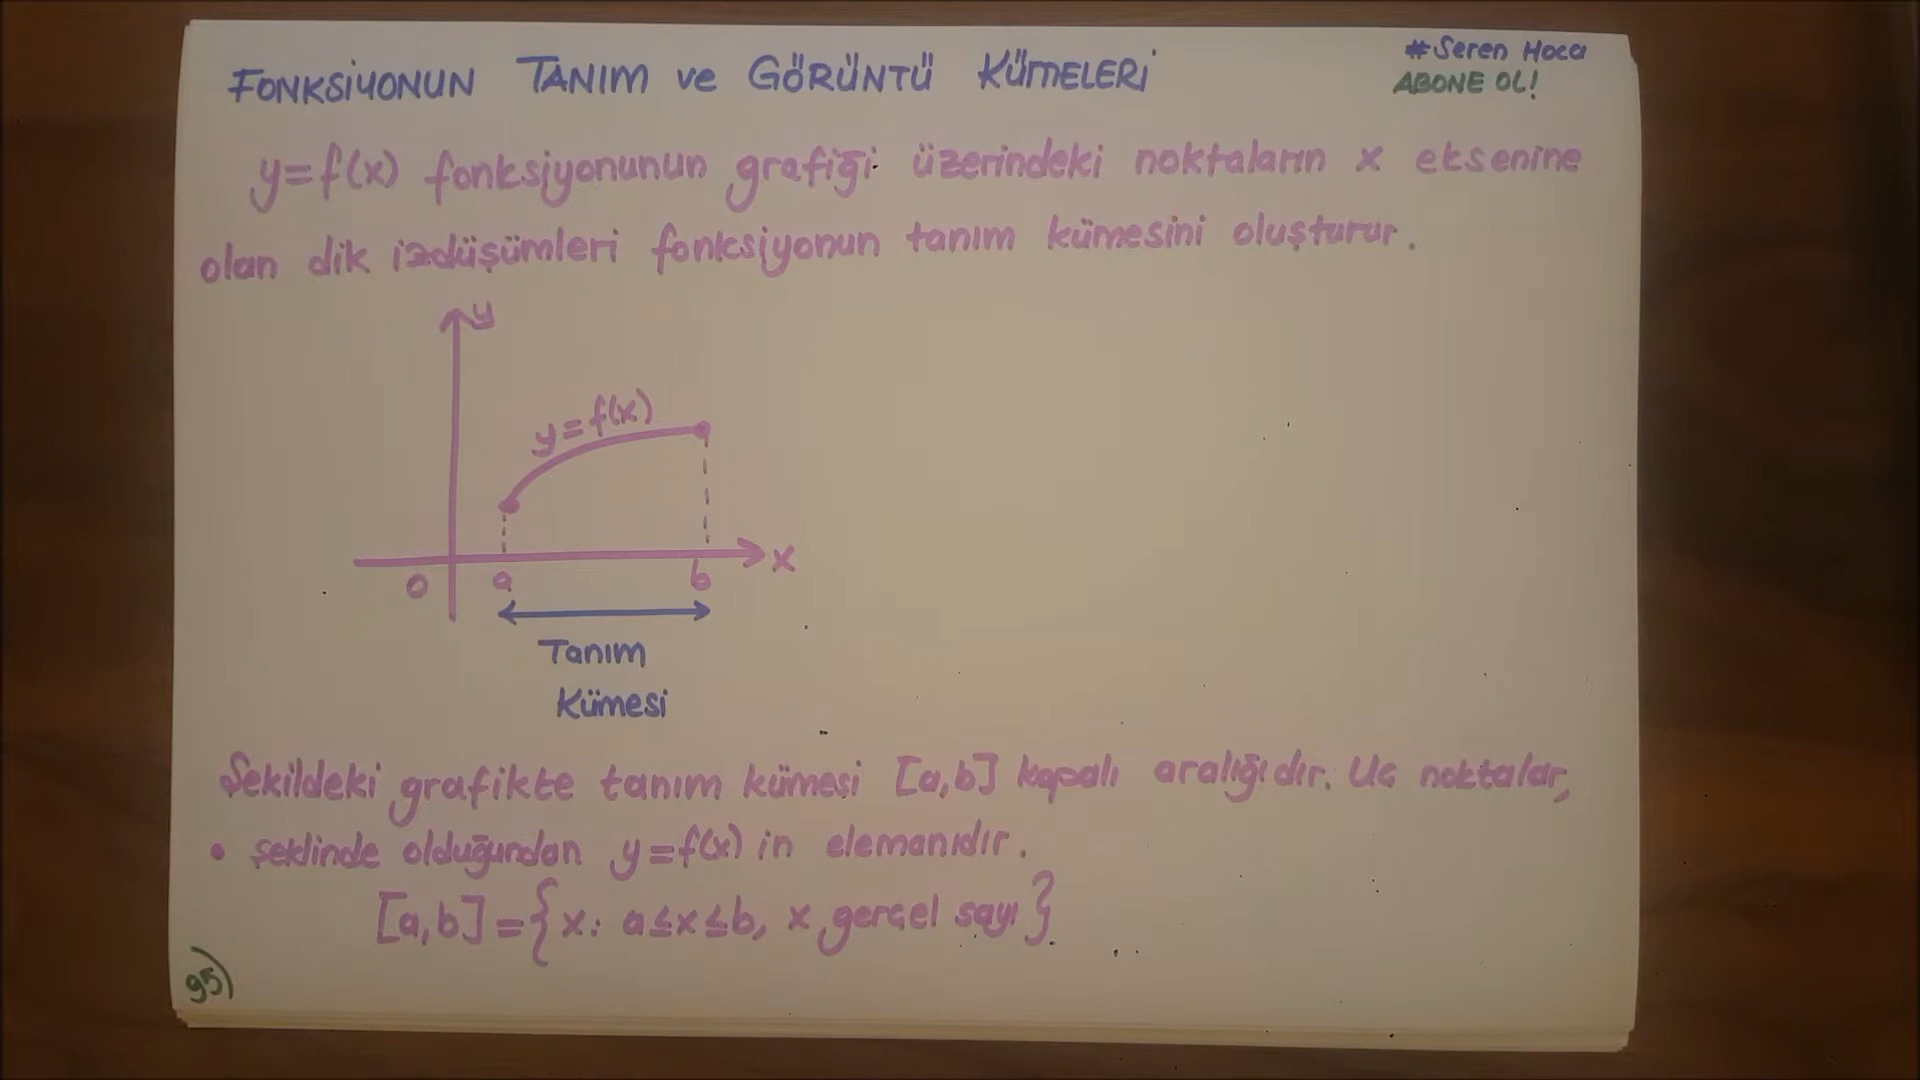 FONKSİYONUN TANIM ve GÖRÜNTÜ KÜMELERİ
#Seren Hoca
ABONE OL!
y=f(x) fonksiyonunun grafiği üzerindeki noktaların x eksenine
olan dik izdüşümleri fonksiyonun tanım kümesini oluşturur.
y
y=f(x)
x
0 a b
Tanım
Kümesi
Şekildeki grafikte tanım kümesi [a,b] kapalı aralığıdır. Uç noktalar,
• şeklinde olduğundan y=f(x) in elemanıdır.
[a,b]={x: a≤x≤b, x gerçel sayı}
95)